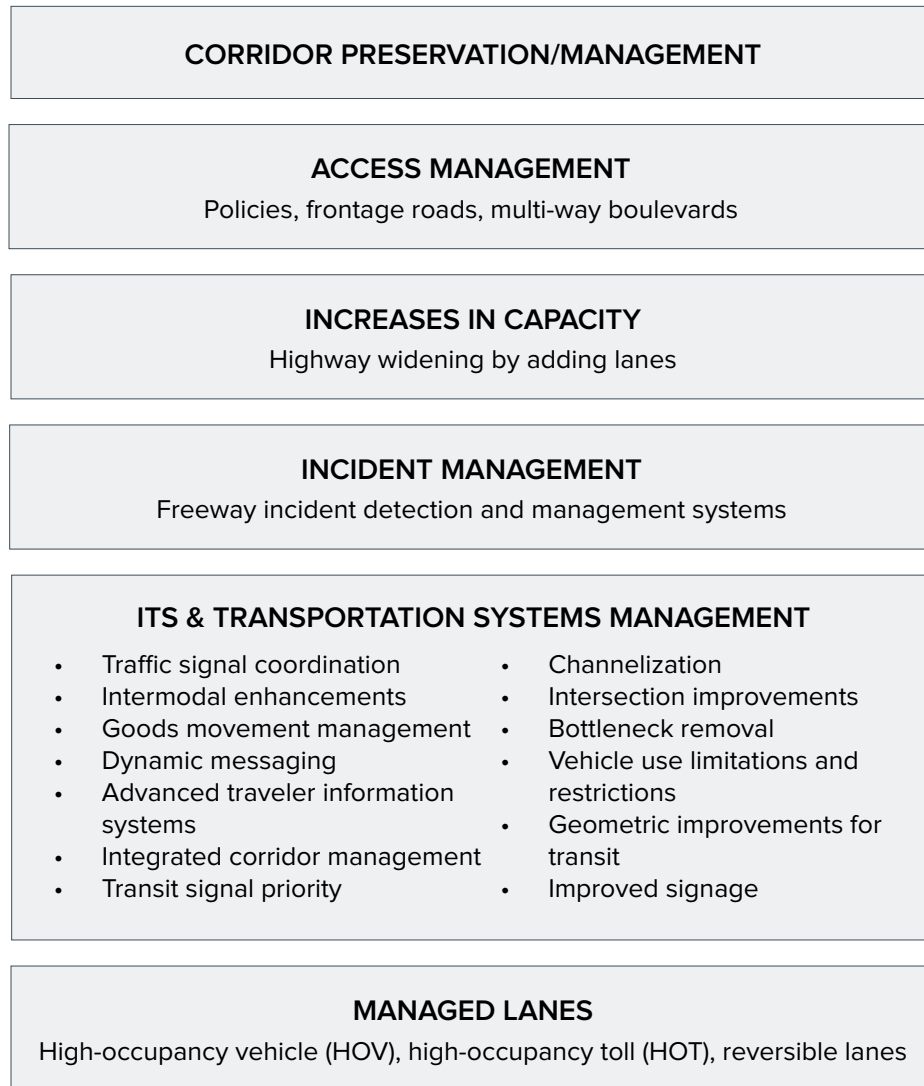 CORRIDOR PRESERVATION/MANAGEMENT
ACCESS MANAGEMENT
Policies, frontage roads, multi-way boulevards
INCREASES IN CAPACITY
Highway widening by adding lanes
INCIDENT MANAGEMENT
Freeway incident detection and management systems
ITS & TRANSPORTATION SYSTEMS MANAGEMENT
• Traffic signal coordination
• Intermodal enhancements
• Goods movement management
• Dynamic messaging
• Advanced traveler information
systems
• Integrated corridor management
• Transit signal priority
• Channelization
• Intersection improvements
• Bottleneck removal
• Vehicle use limitations and
restrictions
• Geometric improvements for
transit
• Improved signage
MANAGED LANES
High-occupancy vehicle (HOV), high-occupancy toll (HOT), reversible lanes